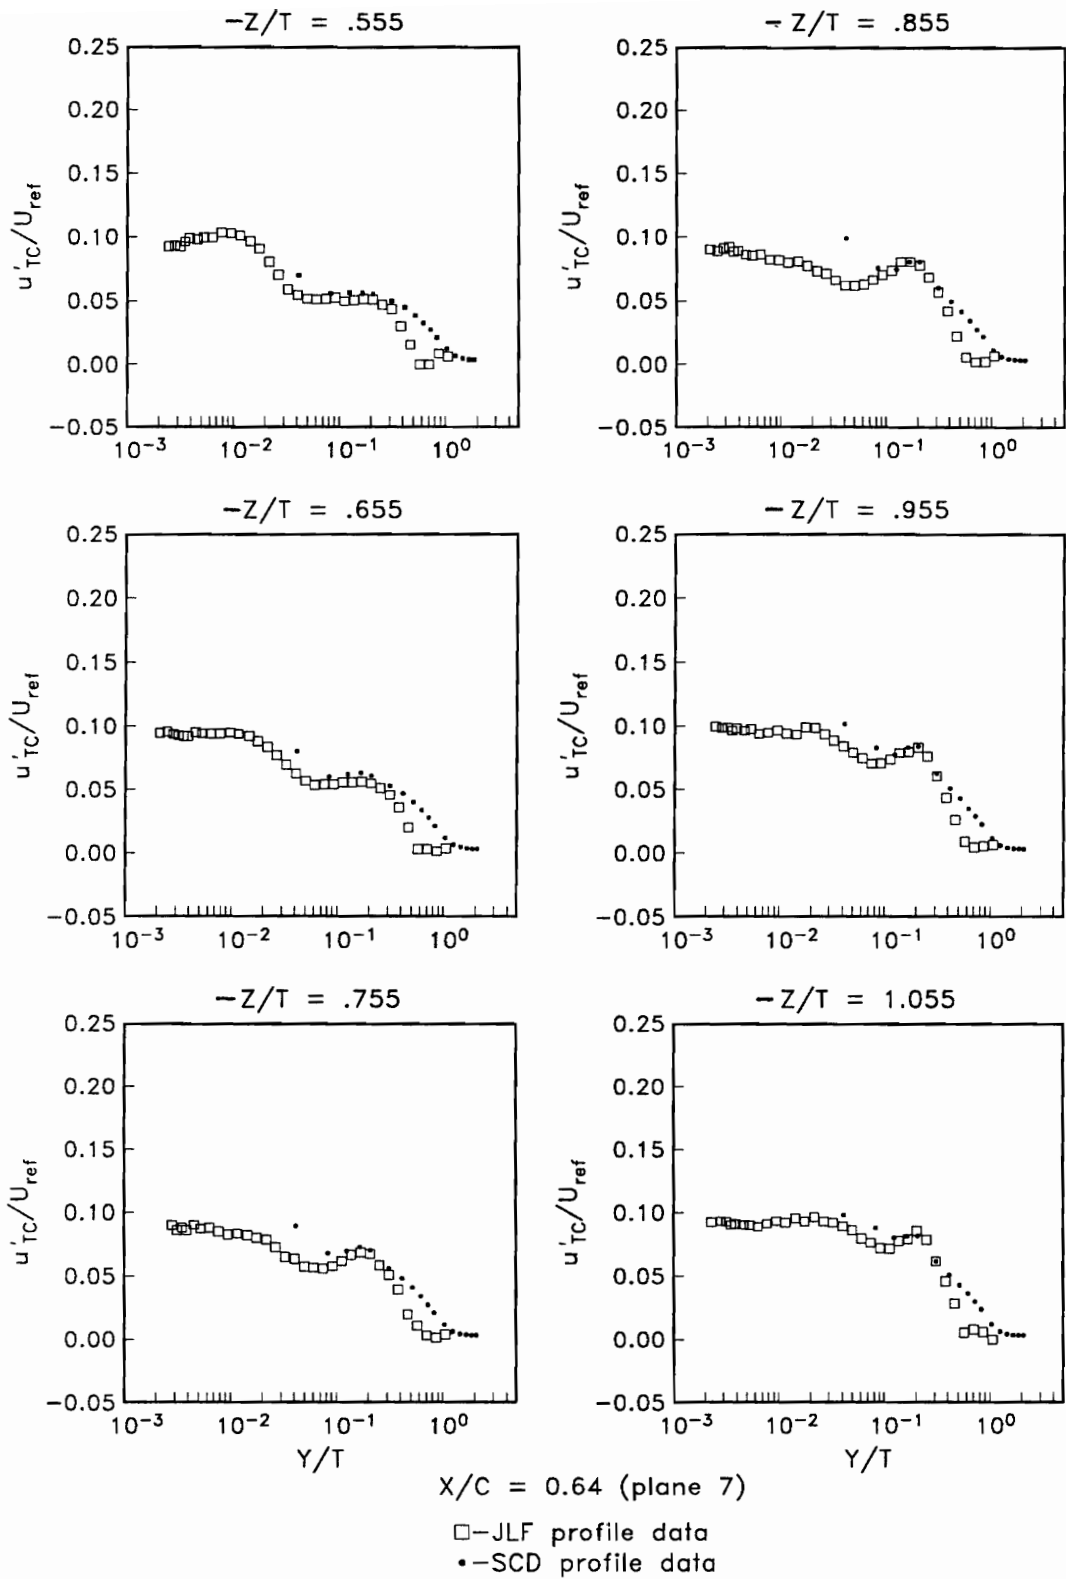 −Z/T = .555
0.25
0.20
0.15
0.10
0.05
0.00
−0.05
u'TC/Uref
10⁻³ 10⁻² 10⁻¹ 10⁰
− Z/T = .855
0.25
0.20
0.15
0.10
0.05
0.00
−0.05
u'TC/Uref
10⁻³ 10⁻² 10⁻¹ 10⁰
−Z/T = .655
0.25
0.20
0.15
0.10
0.05
0.00
−0.05
u'TC/Uref
10⁻³ 10⁻² 10⁻¹ 10⁰
− Z/T = .955
0.25
0.20
0.15
0.10
0.05
0.00
−0.05
u'TC/Uref
10⁻³ 10⁻² 10⁻¹ 10⁰
−Z/T = .755
0.25
0.20
0.15
0.10
0.05
0.00
−0.05
u'TC/Uref
10⁻³ 10⁻² 10⁻¹ 10⁰
Y/T
− Z/T = 1.055
0.25
0.20
0.15
0.10
0.05
0.00
−0.05
u'TC/Uref
10⁻³ 10⁻² 10⁻¹ 10⁰
Y/T
X/C = 0.64 (plane 7)
□−JLF profile data
•−SCD profile data